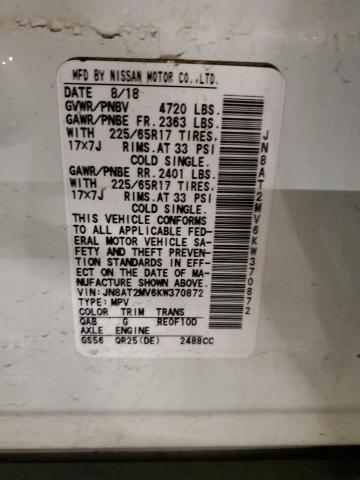 MFD BY NISSAN MOTOR CO.,LTD.
DATE 8/18
GVWR/PNBV 4720 LBS.
GAWR/PNBE FR. 2363 LBS.
WITH 225/65R17 TIRES.
17X7J RIMS.AT 33 PSI
COLD SINGLE.
GAWR/PNBE RR. 2401 LBS.
WITH 225/65R17 TIRES.
17X7J RIMS.AT 33 PSI
COLD SINGLE.
THIS VEHICLE CONFORMS
TO ALL APPLICABLE FED-
ERAL MOTOR VEHICLE SA-
FETY AND THEFT PREVEN-
TION STANDARDS IN EFF-
ECT ON THE DATE OF MA-
NUFACTURE SHOWN ABOVE.
VIN: JN8AT2MV6KW370872
TYPE: MPV
COLOR TRIM TRANS
QAB G RE0F10D
AXLE ENGINE
GS56 QR25(DE) 2488CC
JN8AT2MV6KW370872